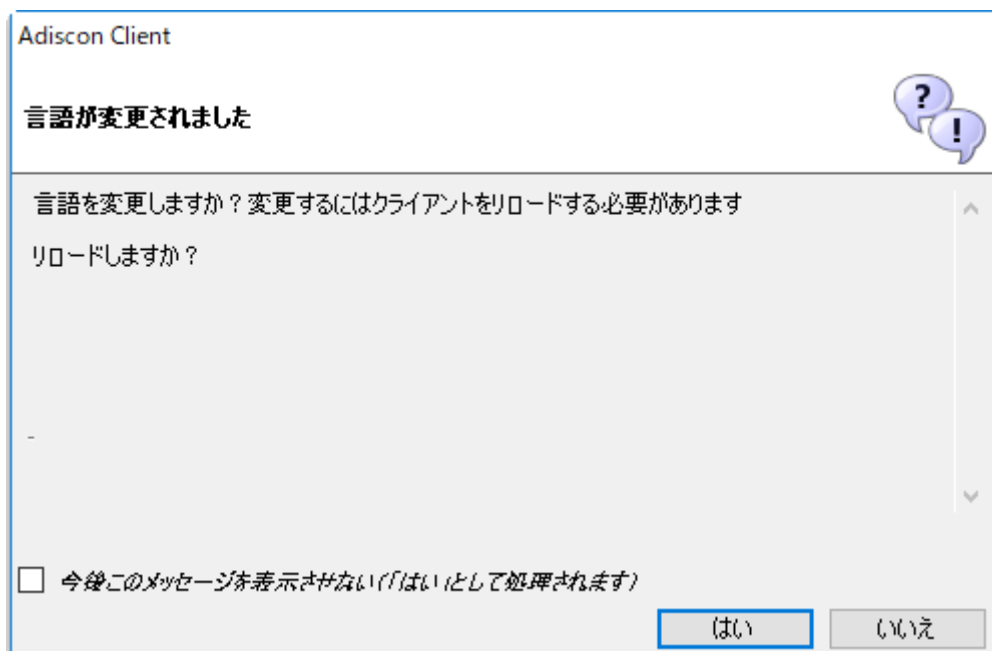 Adiscon Client
言語が変更されました
言語を変更しますか？変更するにはクライアントをリロードする必要があります
リロードしますか？
-
今後このメッセージを表示させない(「はい」として処理されます)
はい
いいえ